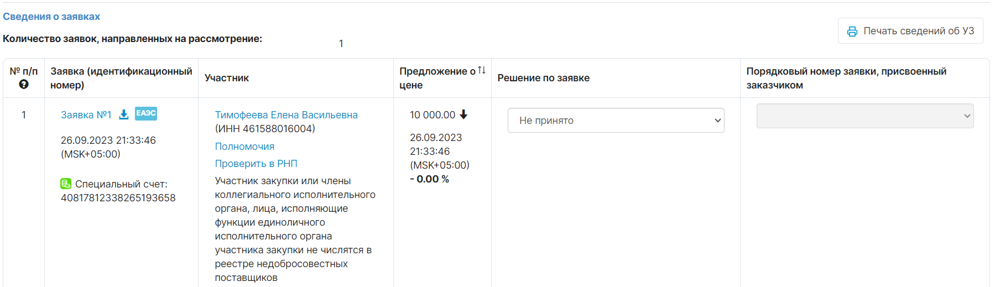 Сведения о заявках
Печать сведений об УЗ
Количество заявок, направленных на рассмотрение:
1
№ п/п
Заявка (идентификационный
номер)
Участник
Предложение о
цене
Решение по заявке
Порядковый номер заявки, присвоенный
заказчиком
1
Заявка №1
ЕАЭС
26.09.2023 21:33:46
(MSK+05:00)
Специальный счет:
40817812338265193658
Тимофеева Елена Васильевна
(ИНН 461588016004)
Полномочия
Проверить в РНП
Участник закупки или члены
коллегиального исполнительного
органа, лица, исполняющие
функции единоличного
исполнительного органа
участника закупки не числятся в
реестре недобросовестных
поставщиков
10 000.00
26.09.2023
21:33:46
(MSK+05:00)
- 0.00 %
Не принято